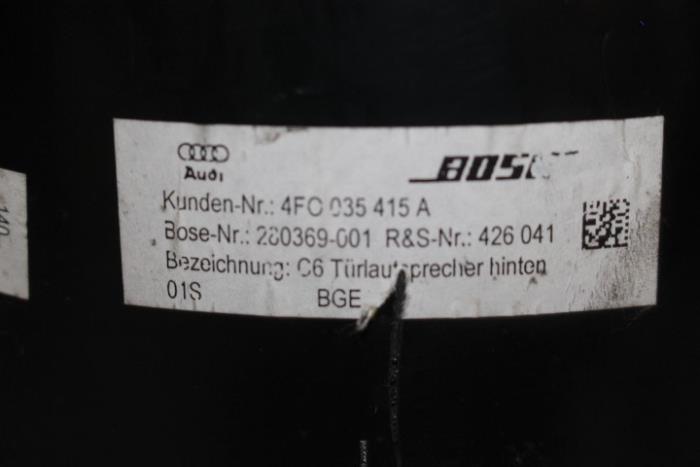 Audi
BOSE
Kunden-Nr.: 4F0 035 415 A
Bose-Nr.: 280369-001 R&S-Nr.: 426 041
Bezeichnung: C6 Türlautsprecher hinten
01S BGE
140